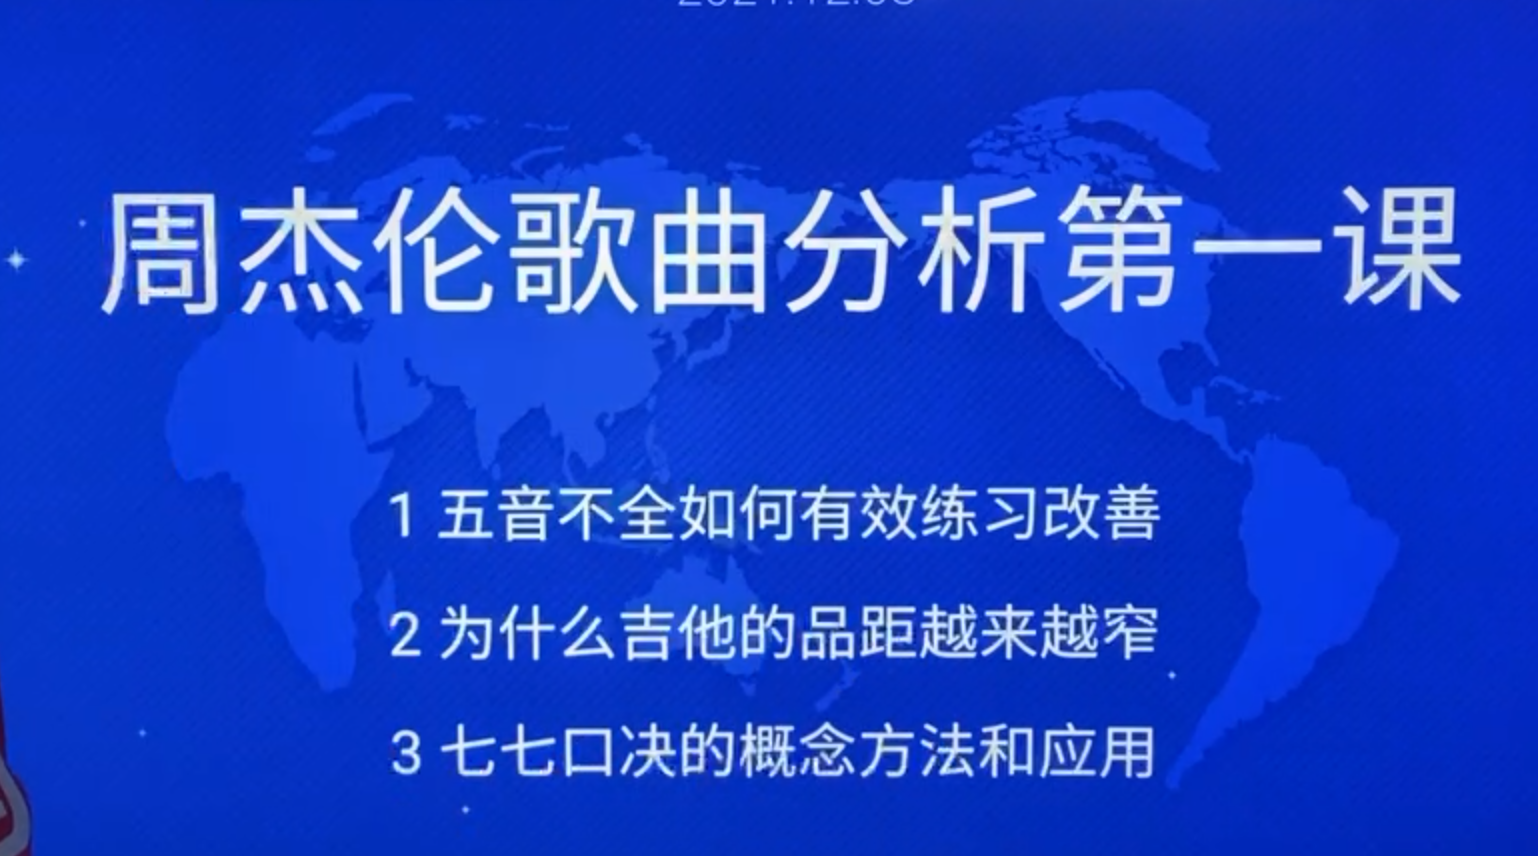 周杰伦歌曲分析第一课
1 五音不全如何有效练习改善
2 为什么吉他的品距越来越窄
3 七七口决的概念方法和应用